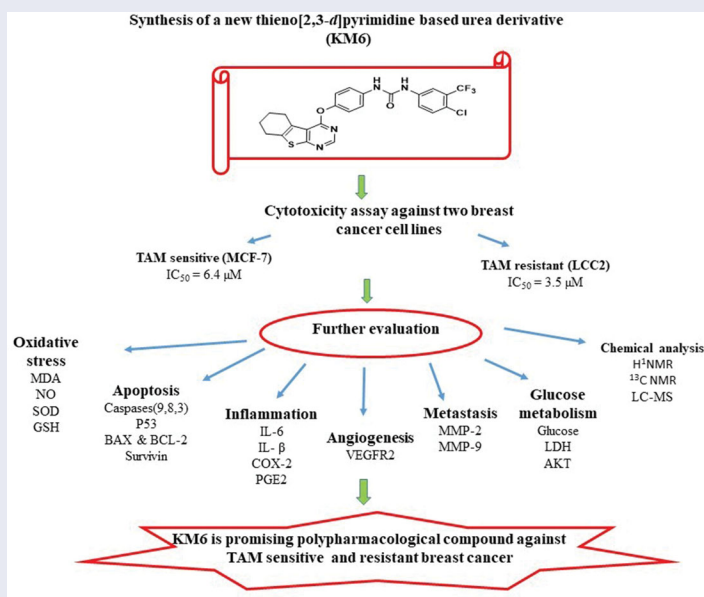 Synthesis of a new thieno[2,3-d]pyrimidine based urea derivative
(KM6)
H
N
H
N
O
O
CF3
Cl
N
N
S
Cytotoxicity assay against two breast
cancer cell lines
TAM sensitive (MCF-7)
IC50 = 6.4 µM
TAM resistant (LCC2)
IC50 = 3.5 µM
Further evaluation
Oxidative
stress
MDA
NO
SOD
GSH
Apoptosis
Caspases(9,8,3)
P53
BAX & BCL-2
Survivin
Inflammation
IL-6
IL- β
COX-2
PGE2
Angiogenesis
VEGFR2
Metastasis
MMP-2
MMP-9
Glucose
metabolism
Glucose
LDH
AKT
Chemical analysis
H¹NMR
¹³C NMR
LC-MS
KM6 is promising polypharmacological compound against
TAM sensitive and resistant breast cancer